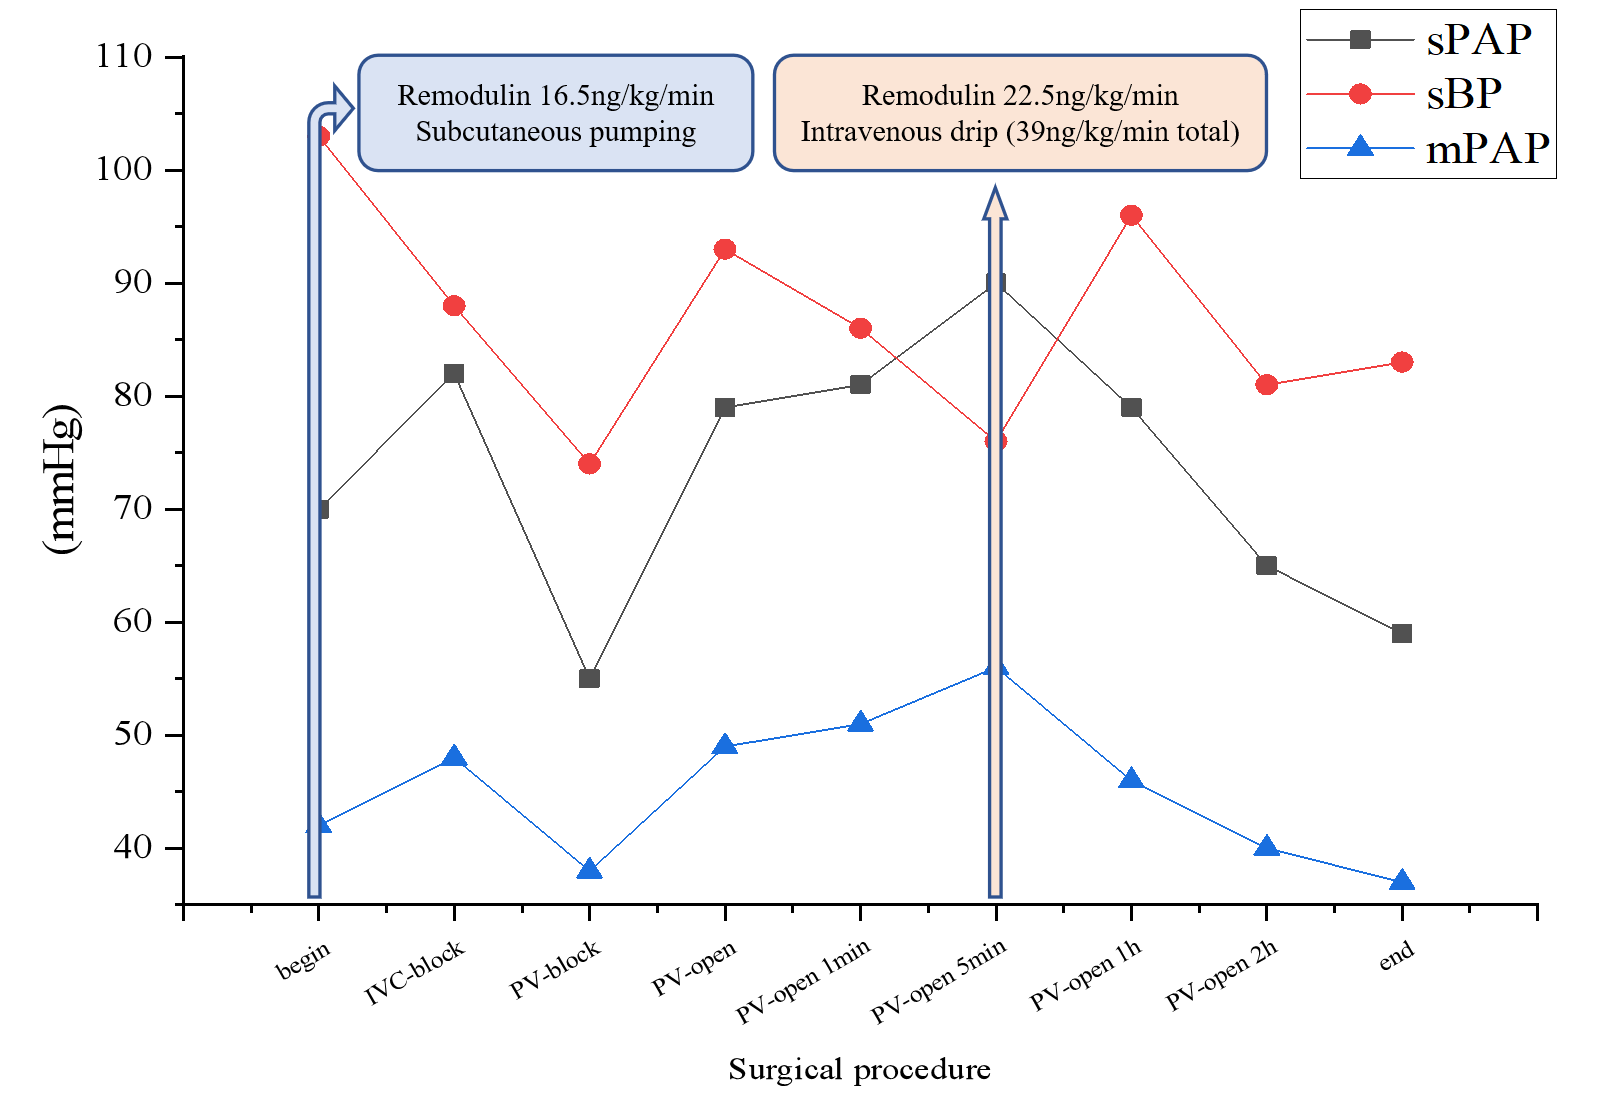 Remodulin 16.5ng/kg/min
Subcutaneous pumping
Remodulin 22.5ng/kg/min
Intravenous drip (39ng/kg/min total)
sPAP
sBP
mPAP
110
100
90
80
70
60
50
40
(mmHg)
begin
IVC-block
PV-block
PV-open
PV-open 1min
PV-open 5min
PV-open 1h
PV-open 2h
end
Surgical procedure